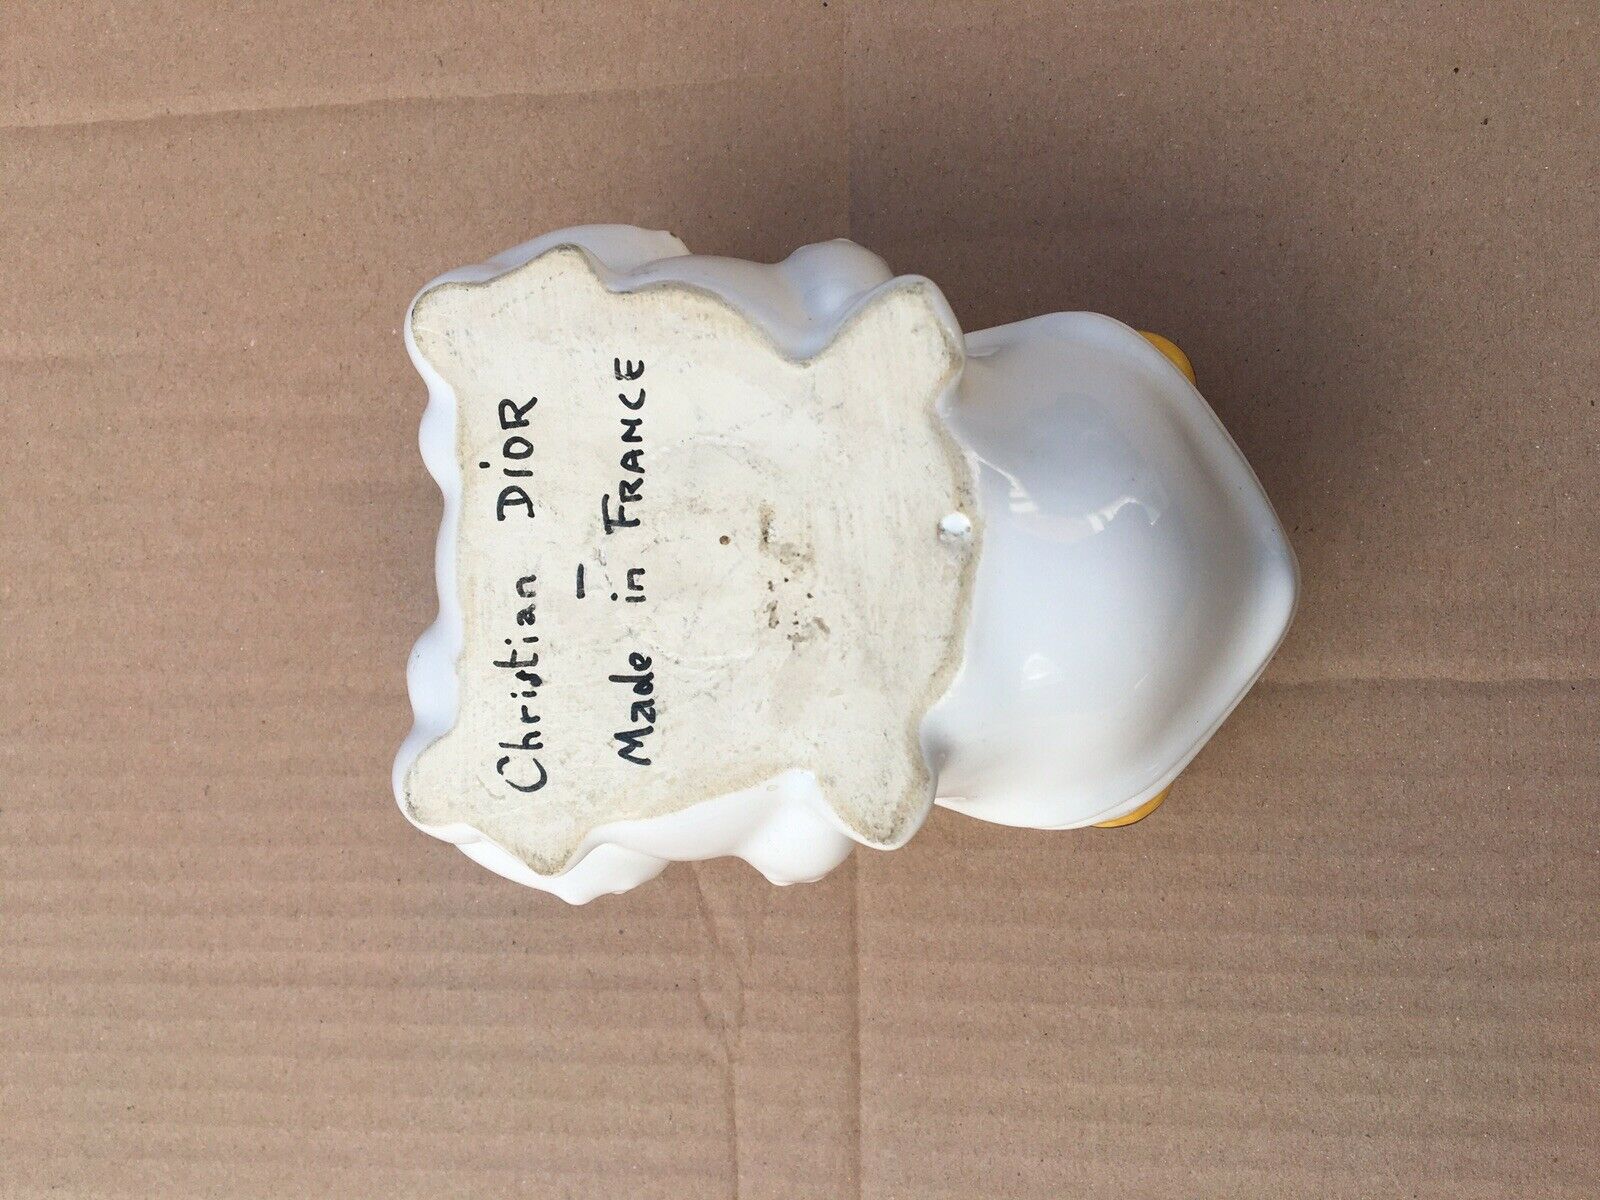 Christian DIOR
–
Made in FRANCE